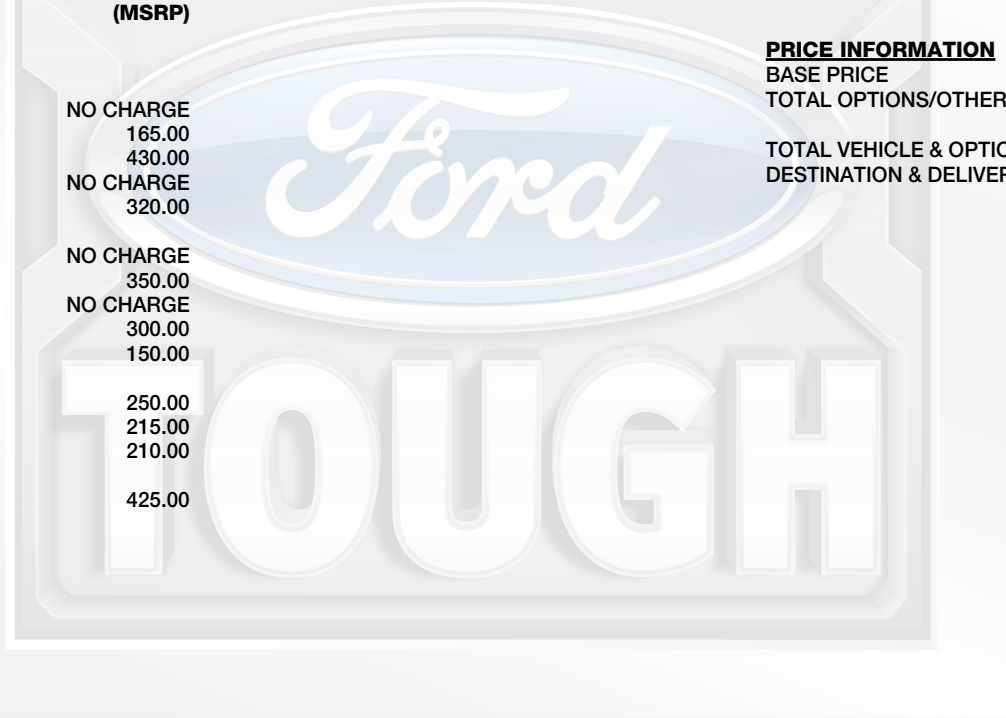 (MSRP)
NO CHARGE
165.00
430.00
NO CHARGE
320.00
NO CHARGE
350.00
NO CHARGE
300.00
150.00
250.00
215.00
210.00
425.00
PRICE INFORMATION
BASE PRICE
TOTAL OPTIONS/OTHER
TOTAL VEHICLE & OPTIO
DESTINATION & DELIVER
Ford
TOUGH